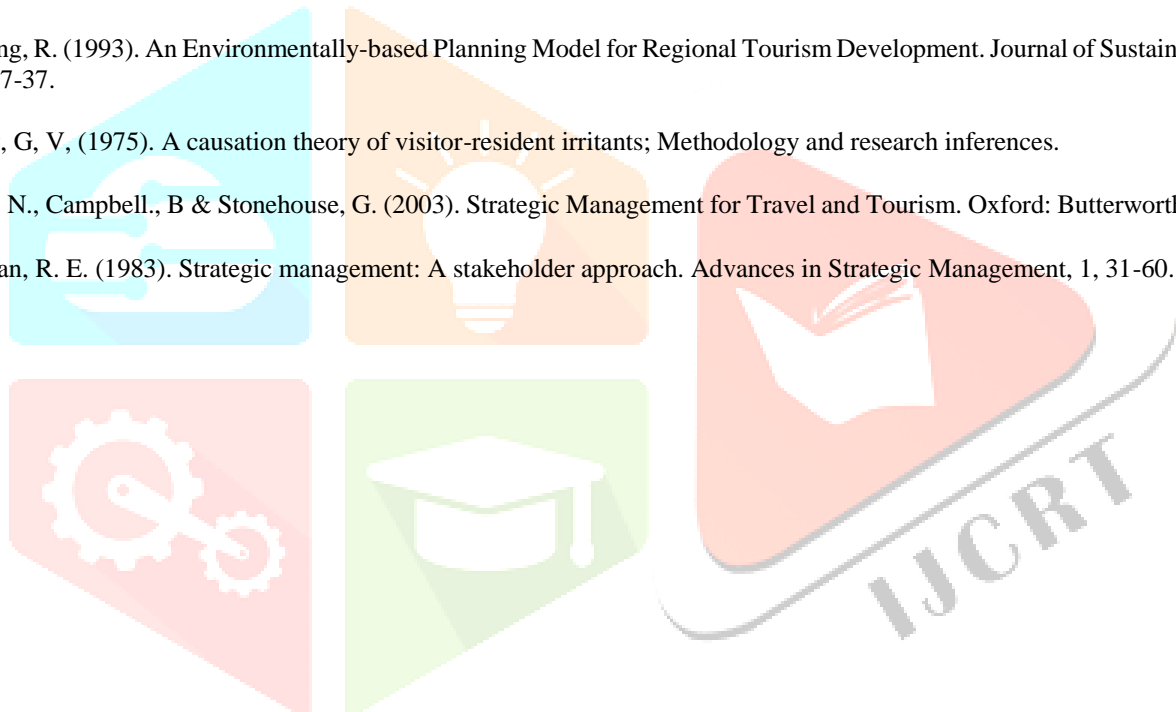 ng, R. (1993). An Environmentally-based Planning Model for Regional Tourism Development. Journal of Sustain
7-37.
., G, V, (1975). A causation theory of visitor-resident irritants; Methodology and research inferences.
N., Campbell., B & Stonehouse, G. (2003). Strategic Management for Travel and Tourism. Oxford: Butterworth
an, R. E. (1983). Strategic management: A stakeholder approach. Advances in Strategic Management, 1, 31-60.
IJCRT